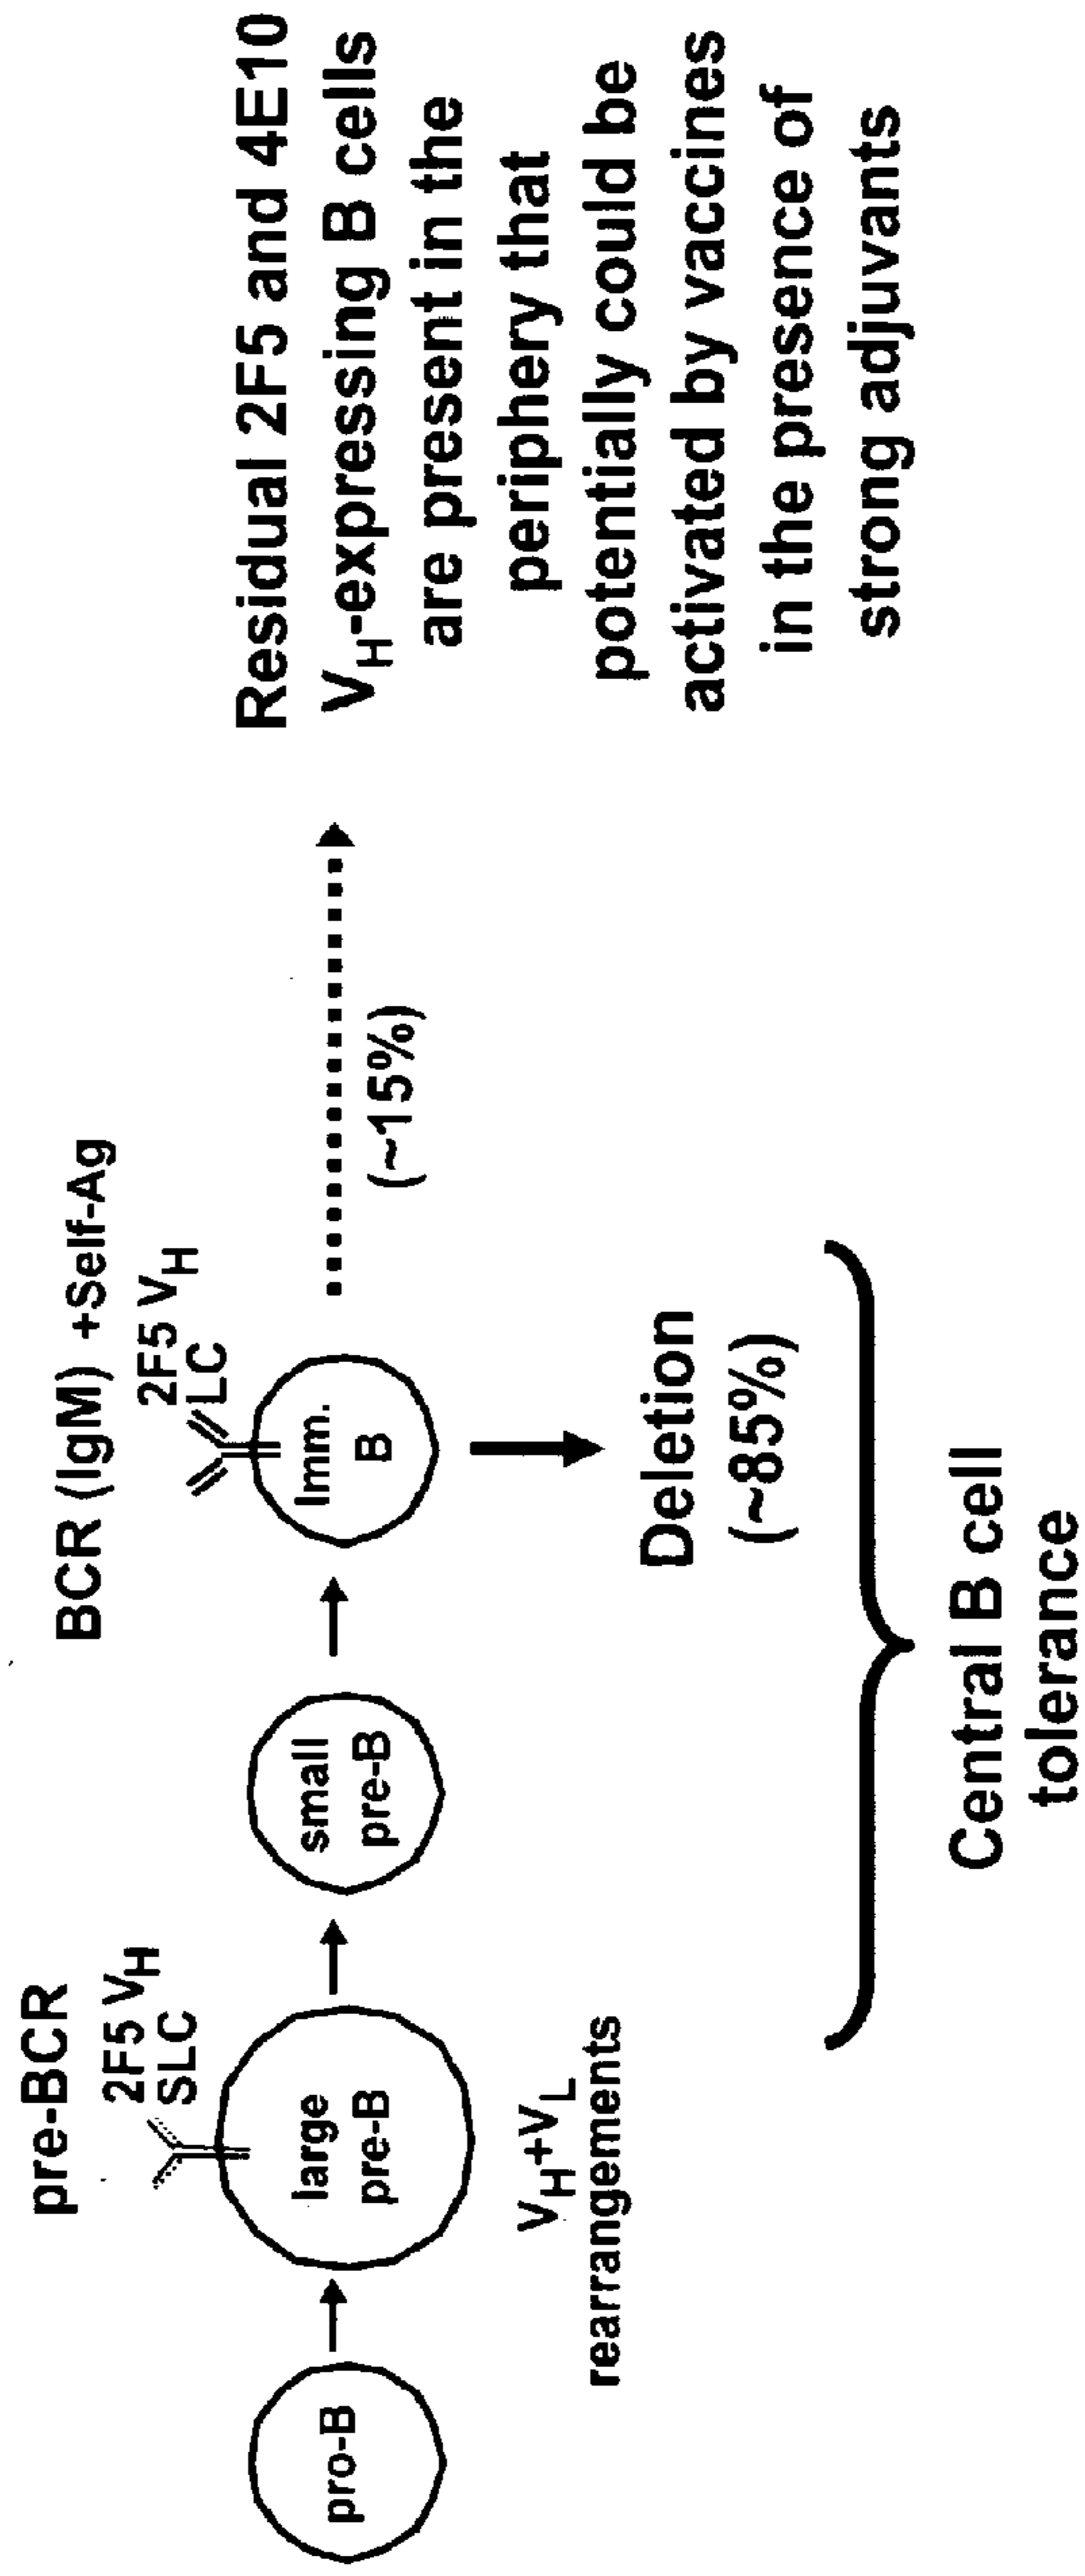 pre-BCR
2F5 VH
SLC
pro-B
large
pre-B
VH+VL
rearrangements
small
pre-B
BCR (IgM) +Self-Ag
2F5 VH
LC
Imm.
B
Deletion
(~85%)
(~15%)
Central B cell
tolerance
Residual 2F5 and 4E10
VH-expressing B cells
are present in the
periphery that
potentially could be
activated by vaccines
in the presence of
strong adjuvants